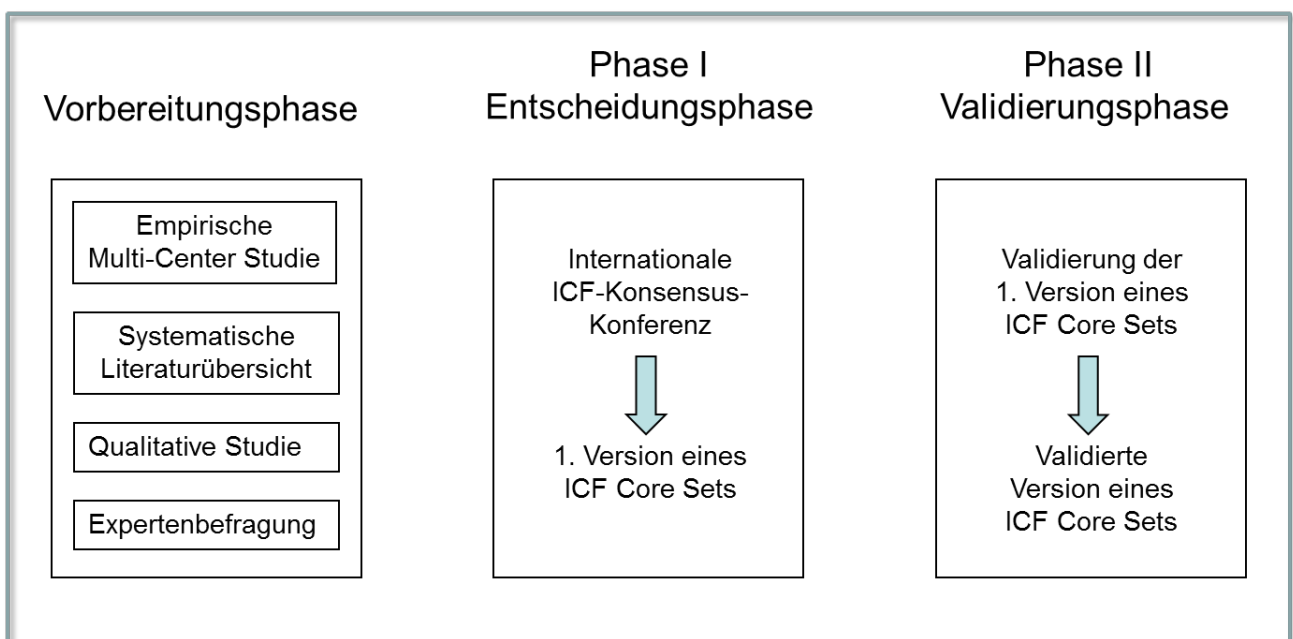 Vorbereitungsphase
Empirische
Multi-Center Studie
Systematische
Literaturübersicht
Qualitative Studie
Expertenbefragung
Phase I
Entscheidungsphase
Internationale
ICF-Konsensus-
Konferenz
1. Version eines
ICF Core Sets
Phase II
Validierungsphase
Validierung der
1. Version eines
ICF Core Sets
Validierte
Version eines
ICF Core Sets